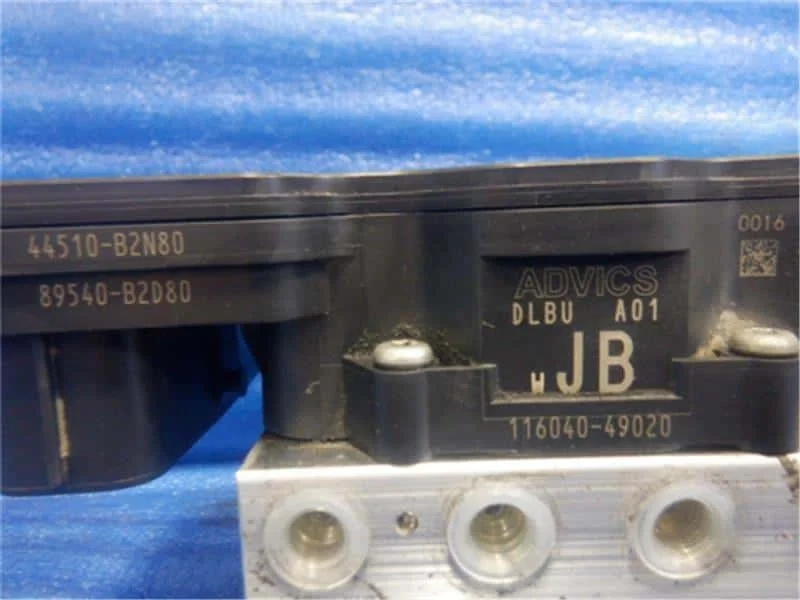 44510-B2N80
89540-B2D80
0016
ADVICS
DLBU A01
W JB
116040-49020